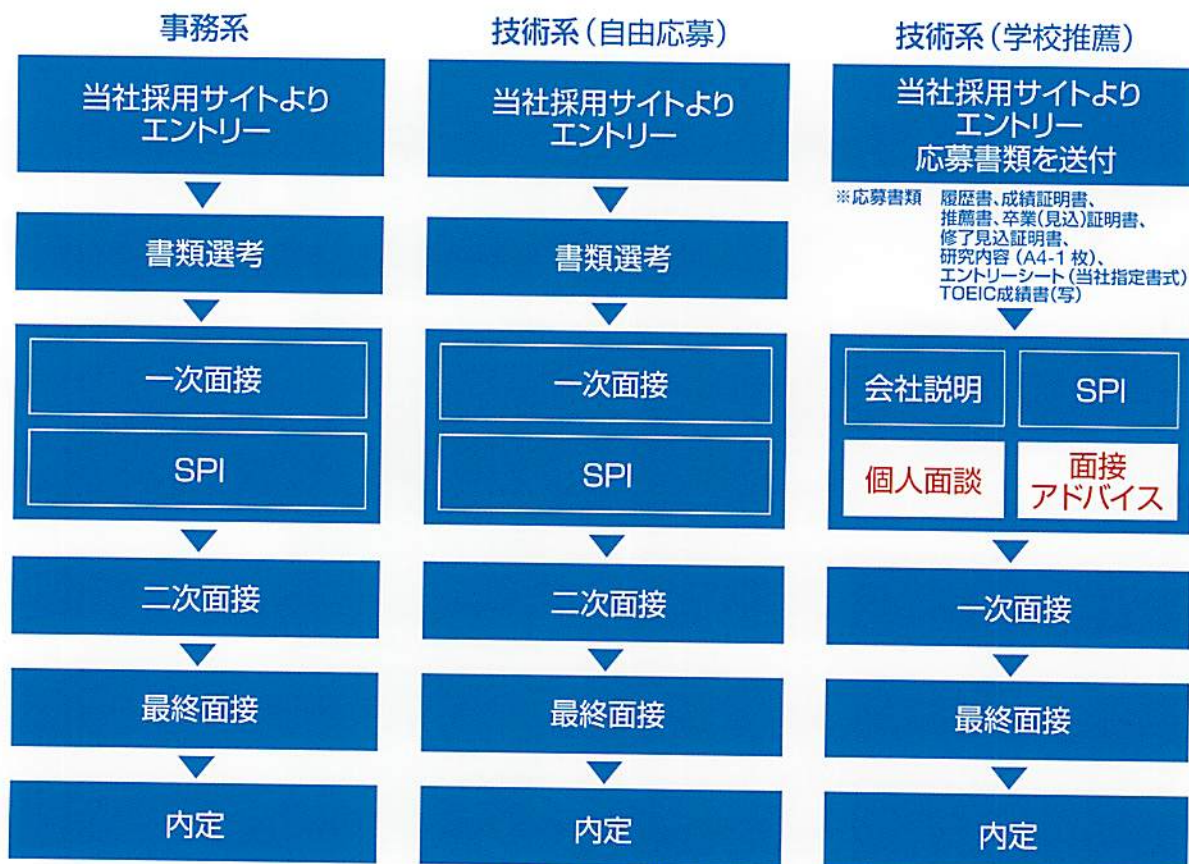 事務系
当社採用サイトより
エントリー
書類選考
一次面接
SPI
二次面接
最終面接
内定
技術系(自由応募)
当社採用サイトより
エントリー
書類選考
一次面接
SPI
二次面接
最終面接
内定
技術系(学校推薦)
当社採用サイトより
エントリー
応募書類を送付
※応募書類 履歴書、成績証明書、
推薦書、卒業(見込)証明書、
修了見込証明書、
研究内容(A4-1枚)、
エントリーシート(当社指定書式)
TOEIC成績書(写)
会社説明
SPI
個人面談
面接
アドバイス
一次面接
最終面接
内定